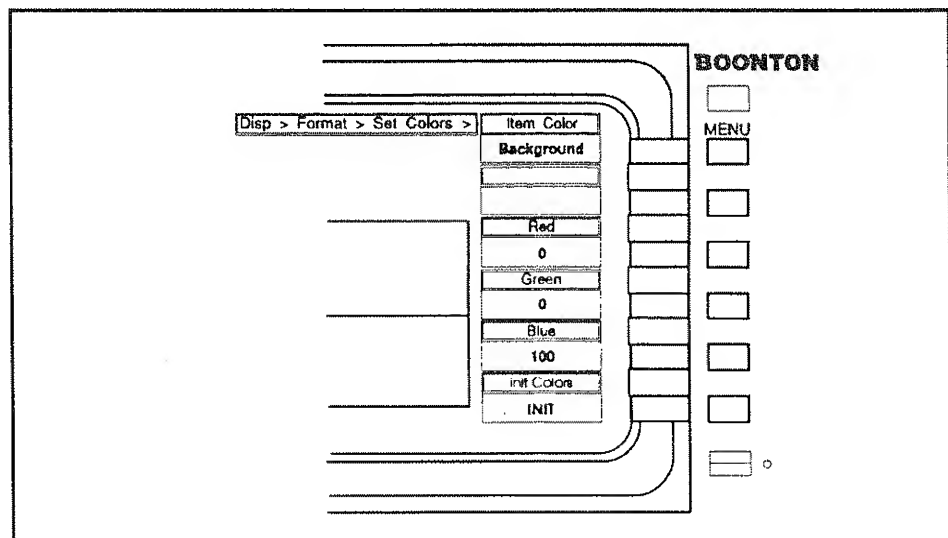 BOONTON
MENU
Disp > Format > Set Colors >
Item Color
Background
Red
0
Green
0
Blue
100
Init Colors
INIT